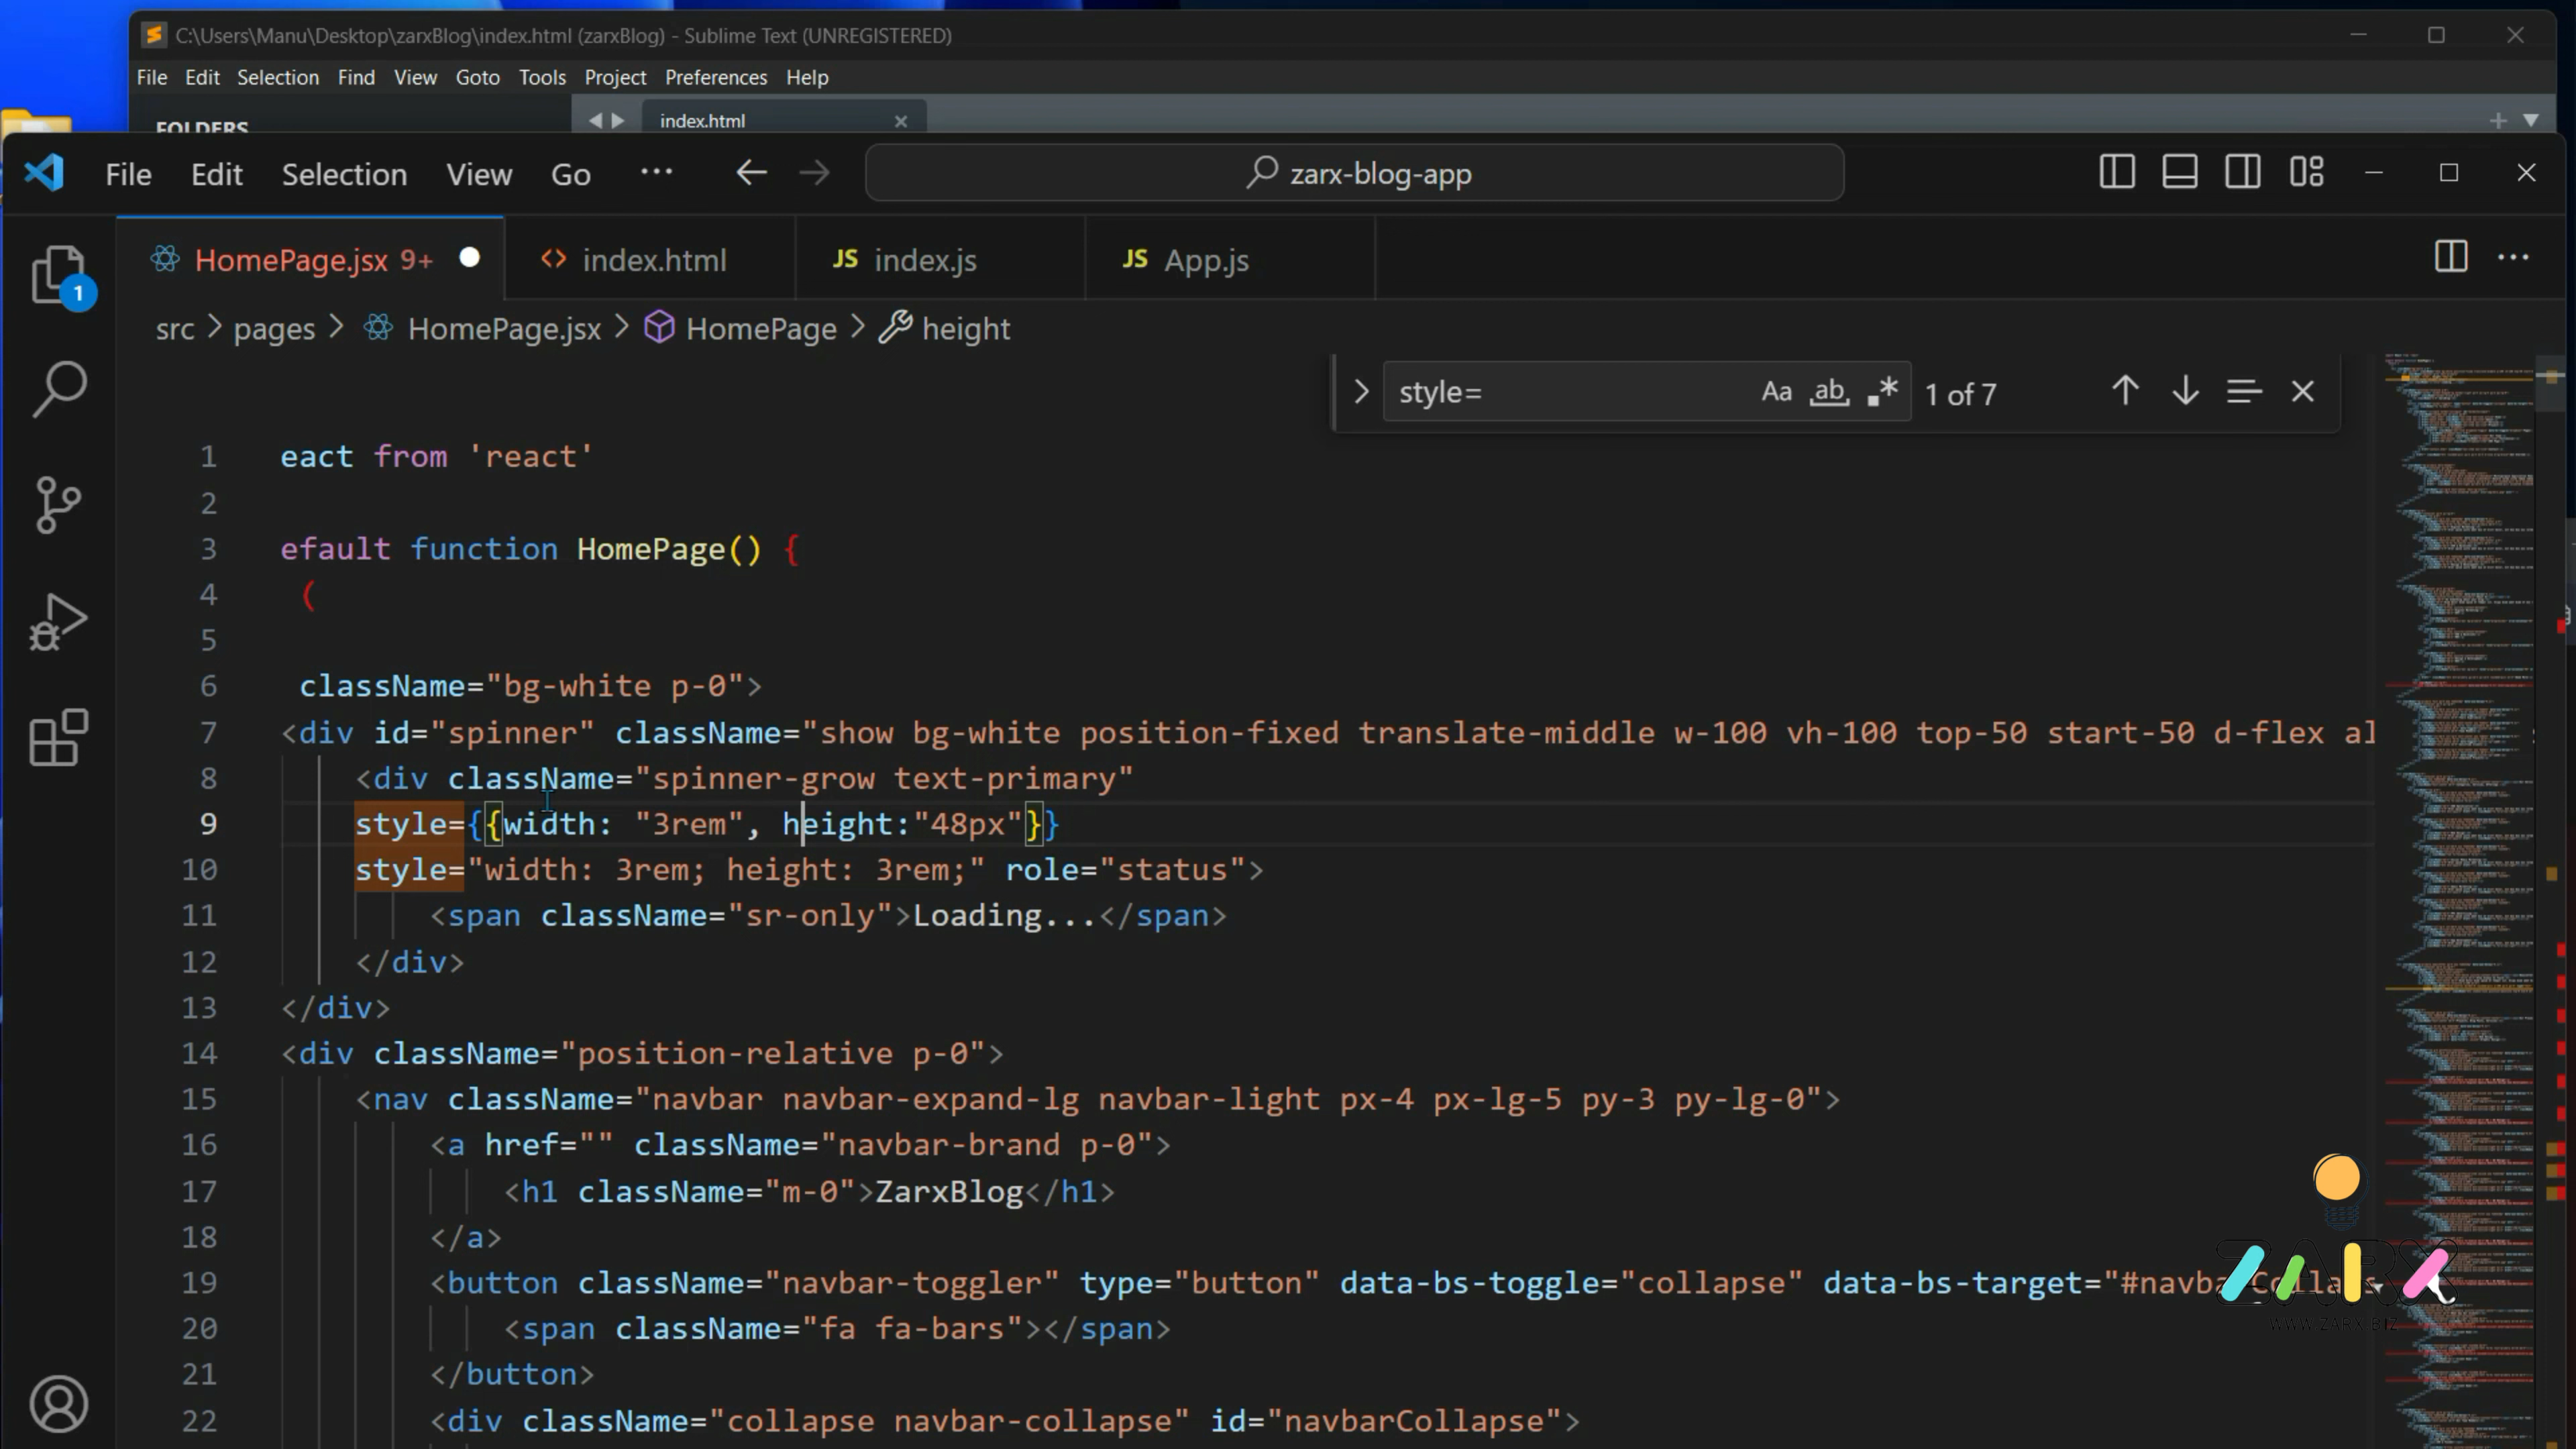 C:\Users\Manu\Desktop\zarxBlog\index.html (zarxBlog) - Sublime Text (UNREGISTERED)
File Edit Selection Find View Goto Tools Project Preferences Help
FOLDERS
index.html
File Edit Selection View Go ... zarx-blog-app
HomePage.jsx 9+ index.html JS index.js JS App.js
1
src > pages > HomePage.jsx > HomePage > height
style= Aa ab .* 1 of 7
1 eact from 'react'
2
3 efault function HomePage() {
4 (
5
6 className="bg-white p-0">
7 <div id="spinner" className="show bg-white position-fixed translate-middle w-100 vh-100 top-50 start-50 d-flex al
8 <div className="spinner-grow text-primary"
9 style={{width: "3rem", height:"48px"}}
10 style="width: 3rem; height: 3rem;" role="status">
11 <span className="sr-only">Loading...</span>
12 </div>
13 </div>
14 <div className="position-relative p-0">
15 <nav className="navbar navbar-expand-lg navbar-light px-4 px-lg-5 py-3 py-lg-0">
16 <a href="" className="navbar-brand p-0">
17 <h1 className="m-0">ZarxBlog</h1>
18 </a>
19 <button className="navbar-toggler" type="button" data-bs-toggle="collapse" data-bs-target="#navbarCollaps
20 <span className="fa fa-bars"></span>
21 </button>
22 <div className="collapse navbar-collapse" id="navbarCollapse">
ZARX
WWW.ZARX.BIZ